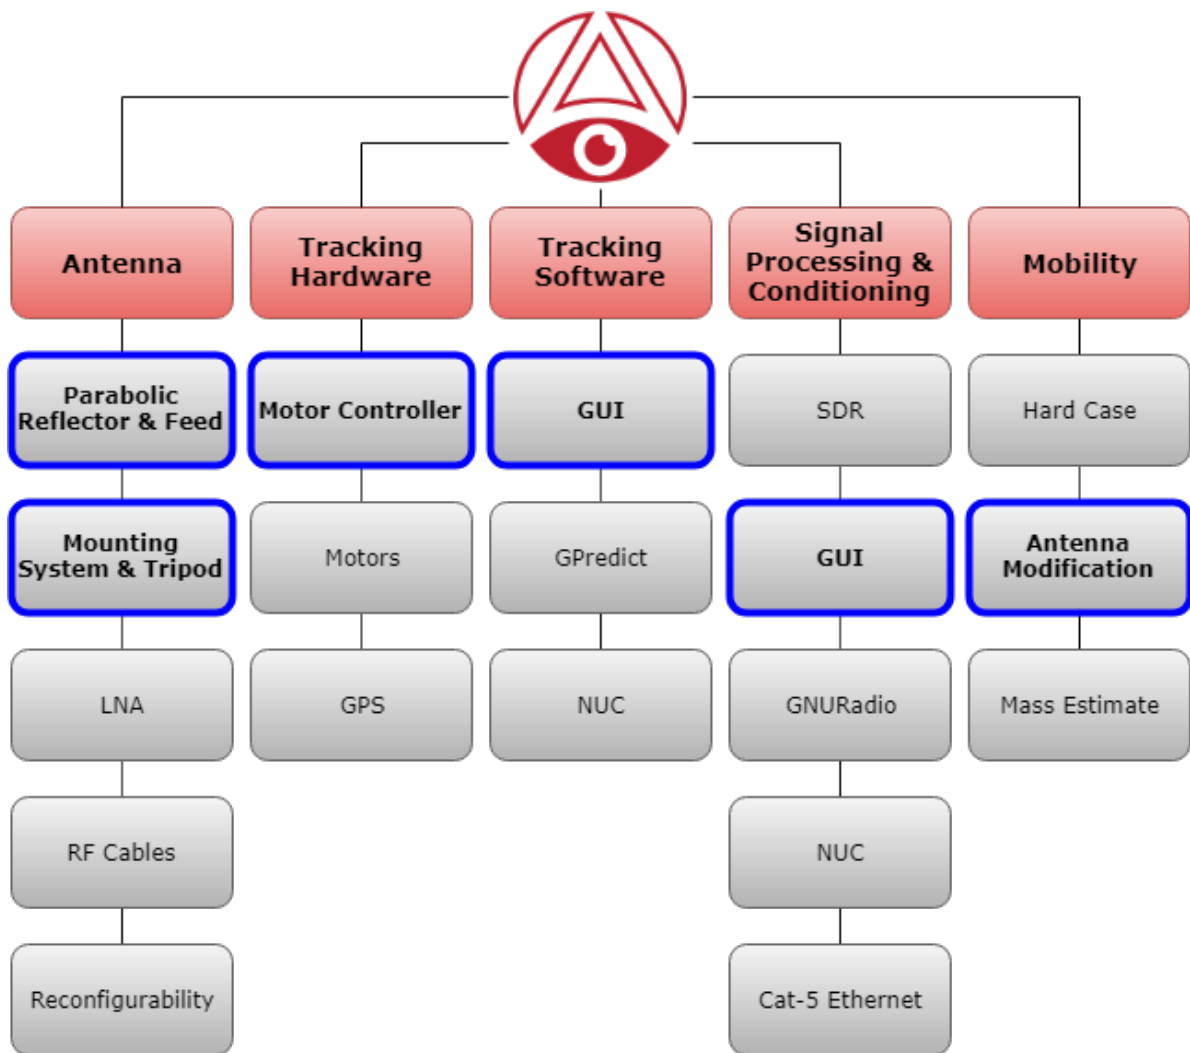 Antenna
Tracking
Hardware
Tracking
Software
Signal
Processing &
Conditioning
Mobility
Parabolic
Reflector & Feed
Motor Controller
GUI
SDR
Hard Case
Mounting
System & Tripod
Motors
GPredict
GUI
Antenna
Modification
LNA
GPS
NUC
GNURadio
Mass Estimate
RF Cables
NUC
Reconfigurability
Cat-5 Ethernet